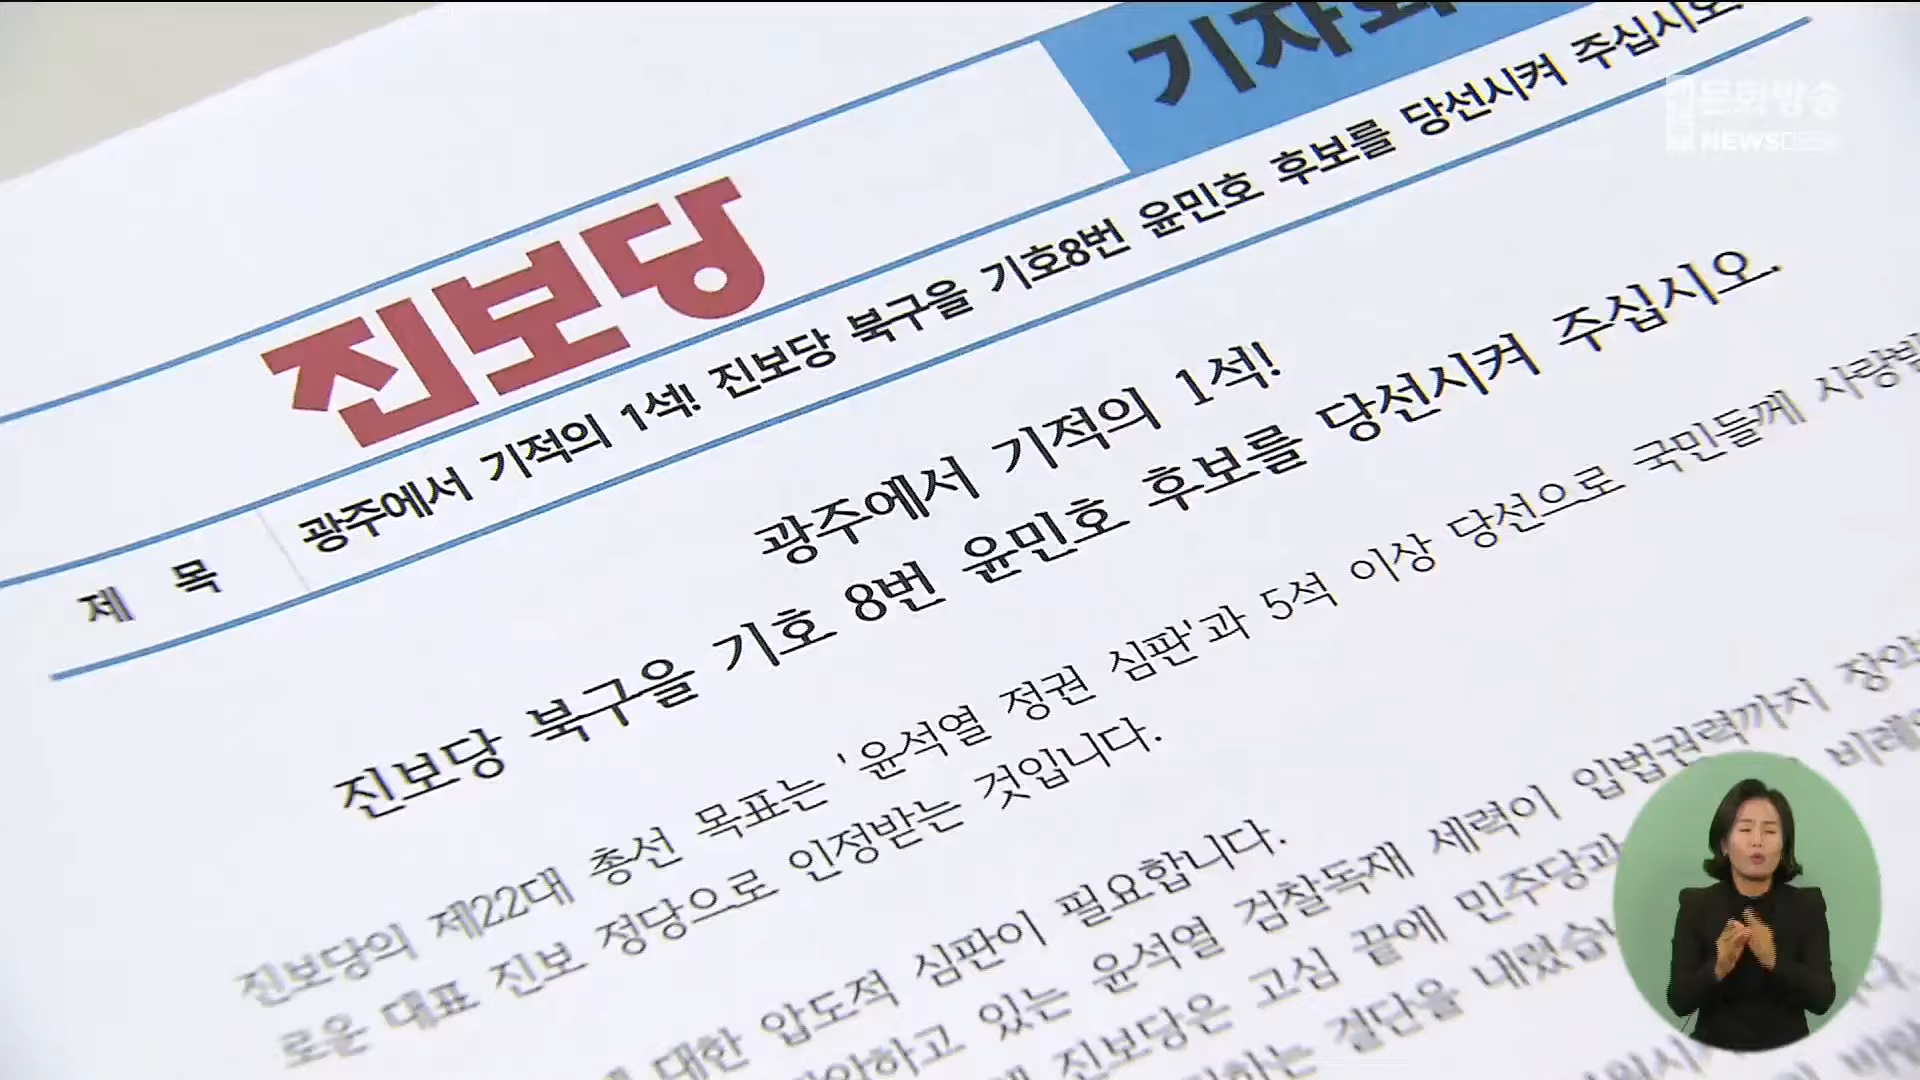 문화방송
NEWS
진보당
제 목
광주에서 기적의 1석! 진보당 북구을 기호8번 윤민호 후보를 당선시켜 주십시오
광주에서 기적의 1석!
진보당 북구을 기호 8번 윤민호 후보를 당선시켜 주십시오.
진보당의 제22대 총선 목표는 '윤석열 정권 심판'과 5석 이상 당선으로 국민들께
로운 대표 진보 정당으로 인정받는 것입니다.
대한 압도적 심판이 필요합니다.
있는 윤석열 검찰독재 세력이 입법권력까지
진보당은 고심 끝에 민주당과
결단을